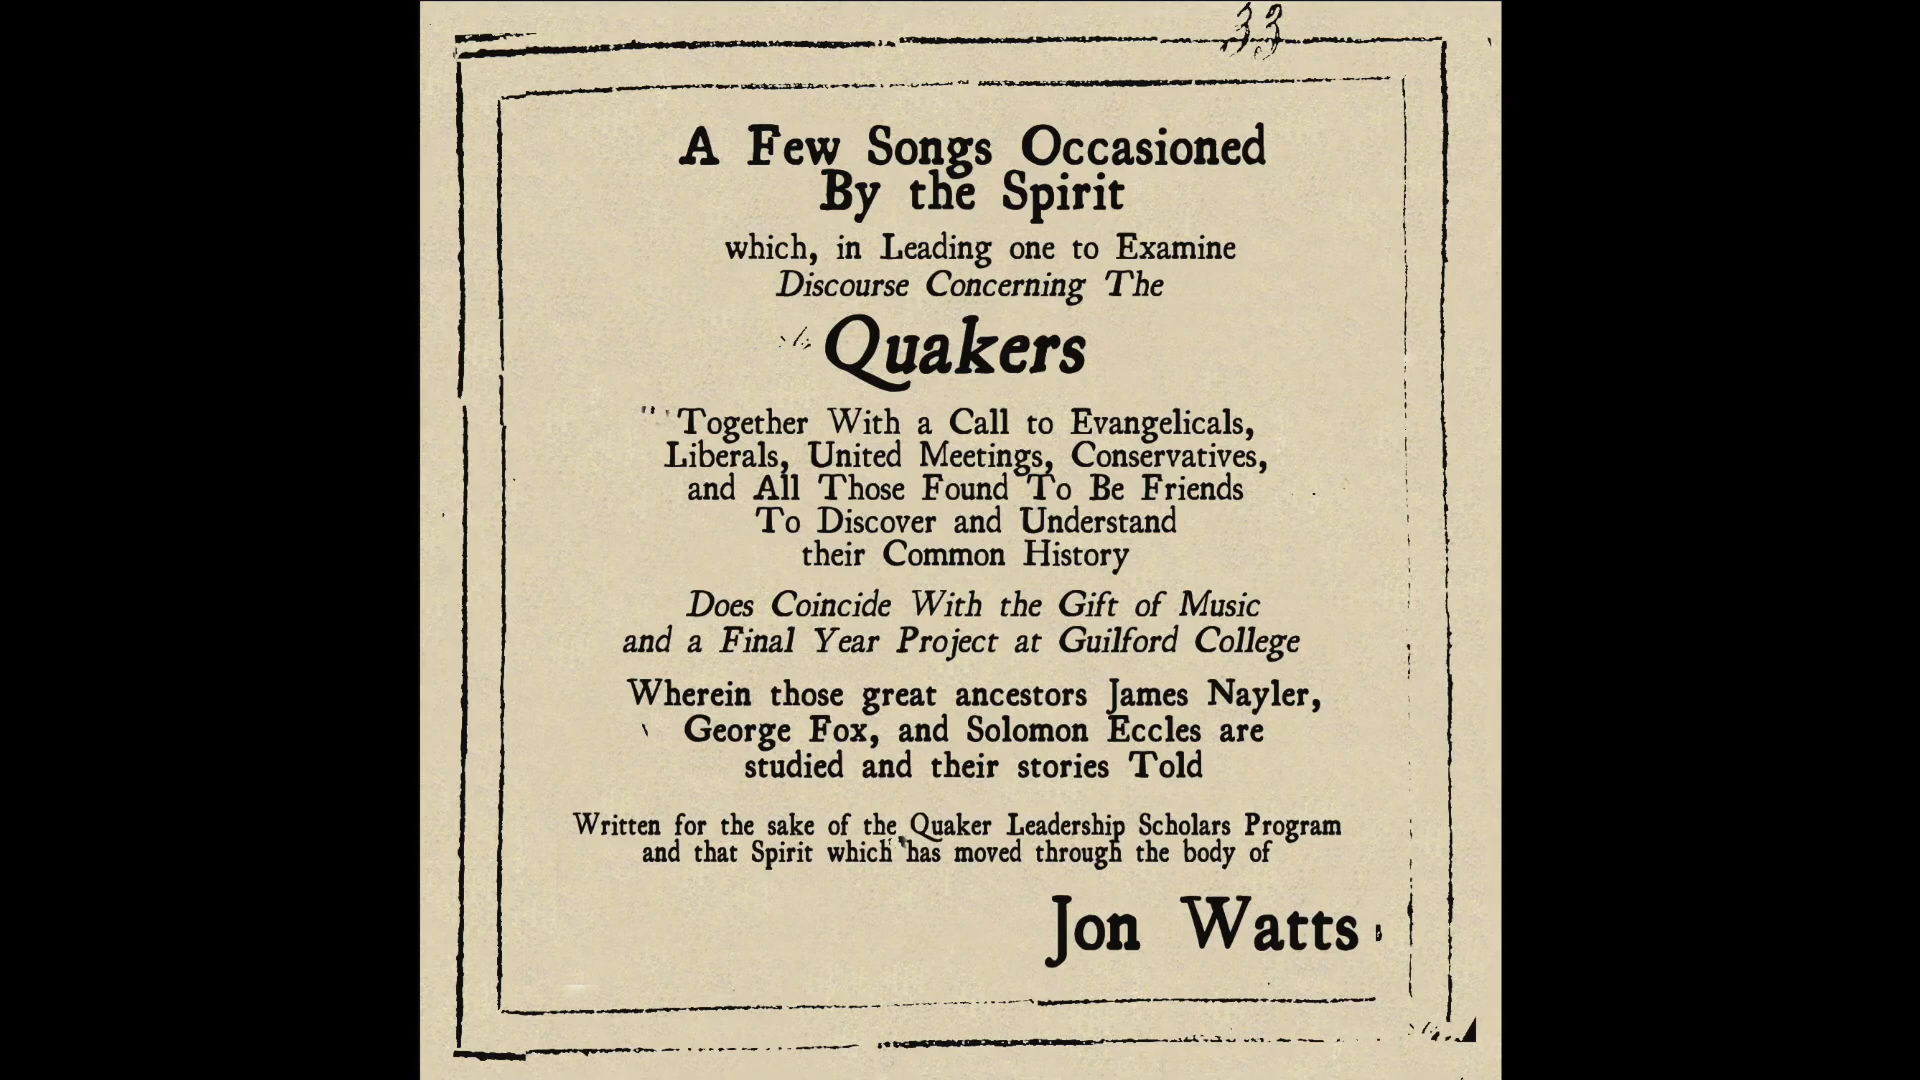 33
A Few Songs Occasioned
By the Spirit
which, in Leading one to Examine
Discourse Concerning The
Quakers
Together With a Call to Evangelicals,
Liberals, United Meetings, Conservatives,
and All Those Found To Be Friends
To Discover and Understand
their Common History
Does Coincide With the Gift of Music
and a Final Year Project at Guilford College
Wherein those great ancestors James Nayler,
George Fox, and Solomon Eccles are
studied and their stories Told
Written for the sake of the Quaker Leadership Scholars Program
and that Spirit which has moved through the body of
Jon Watts